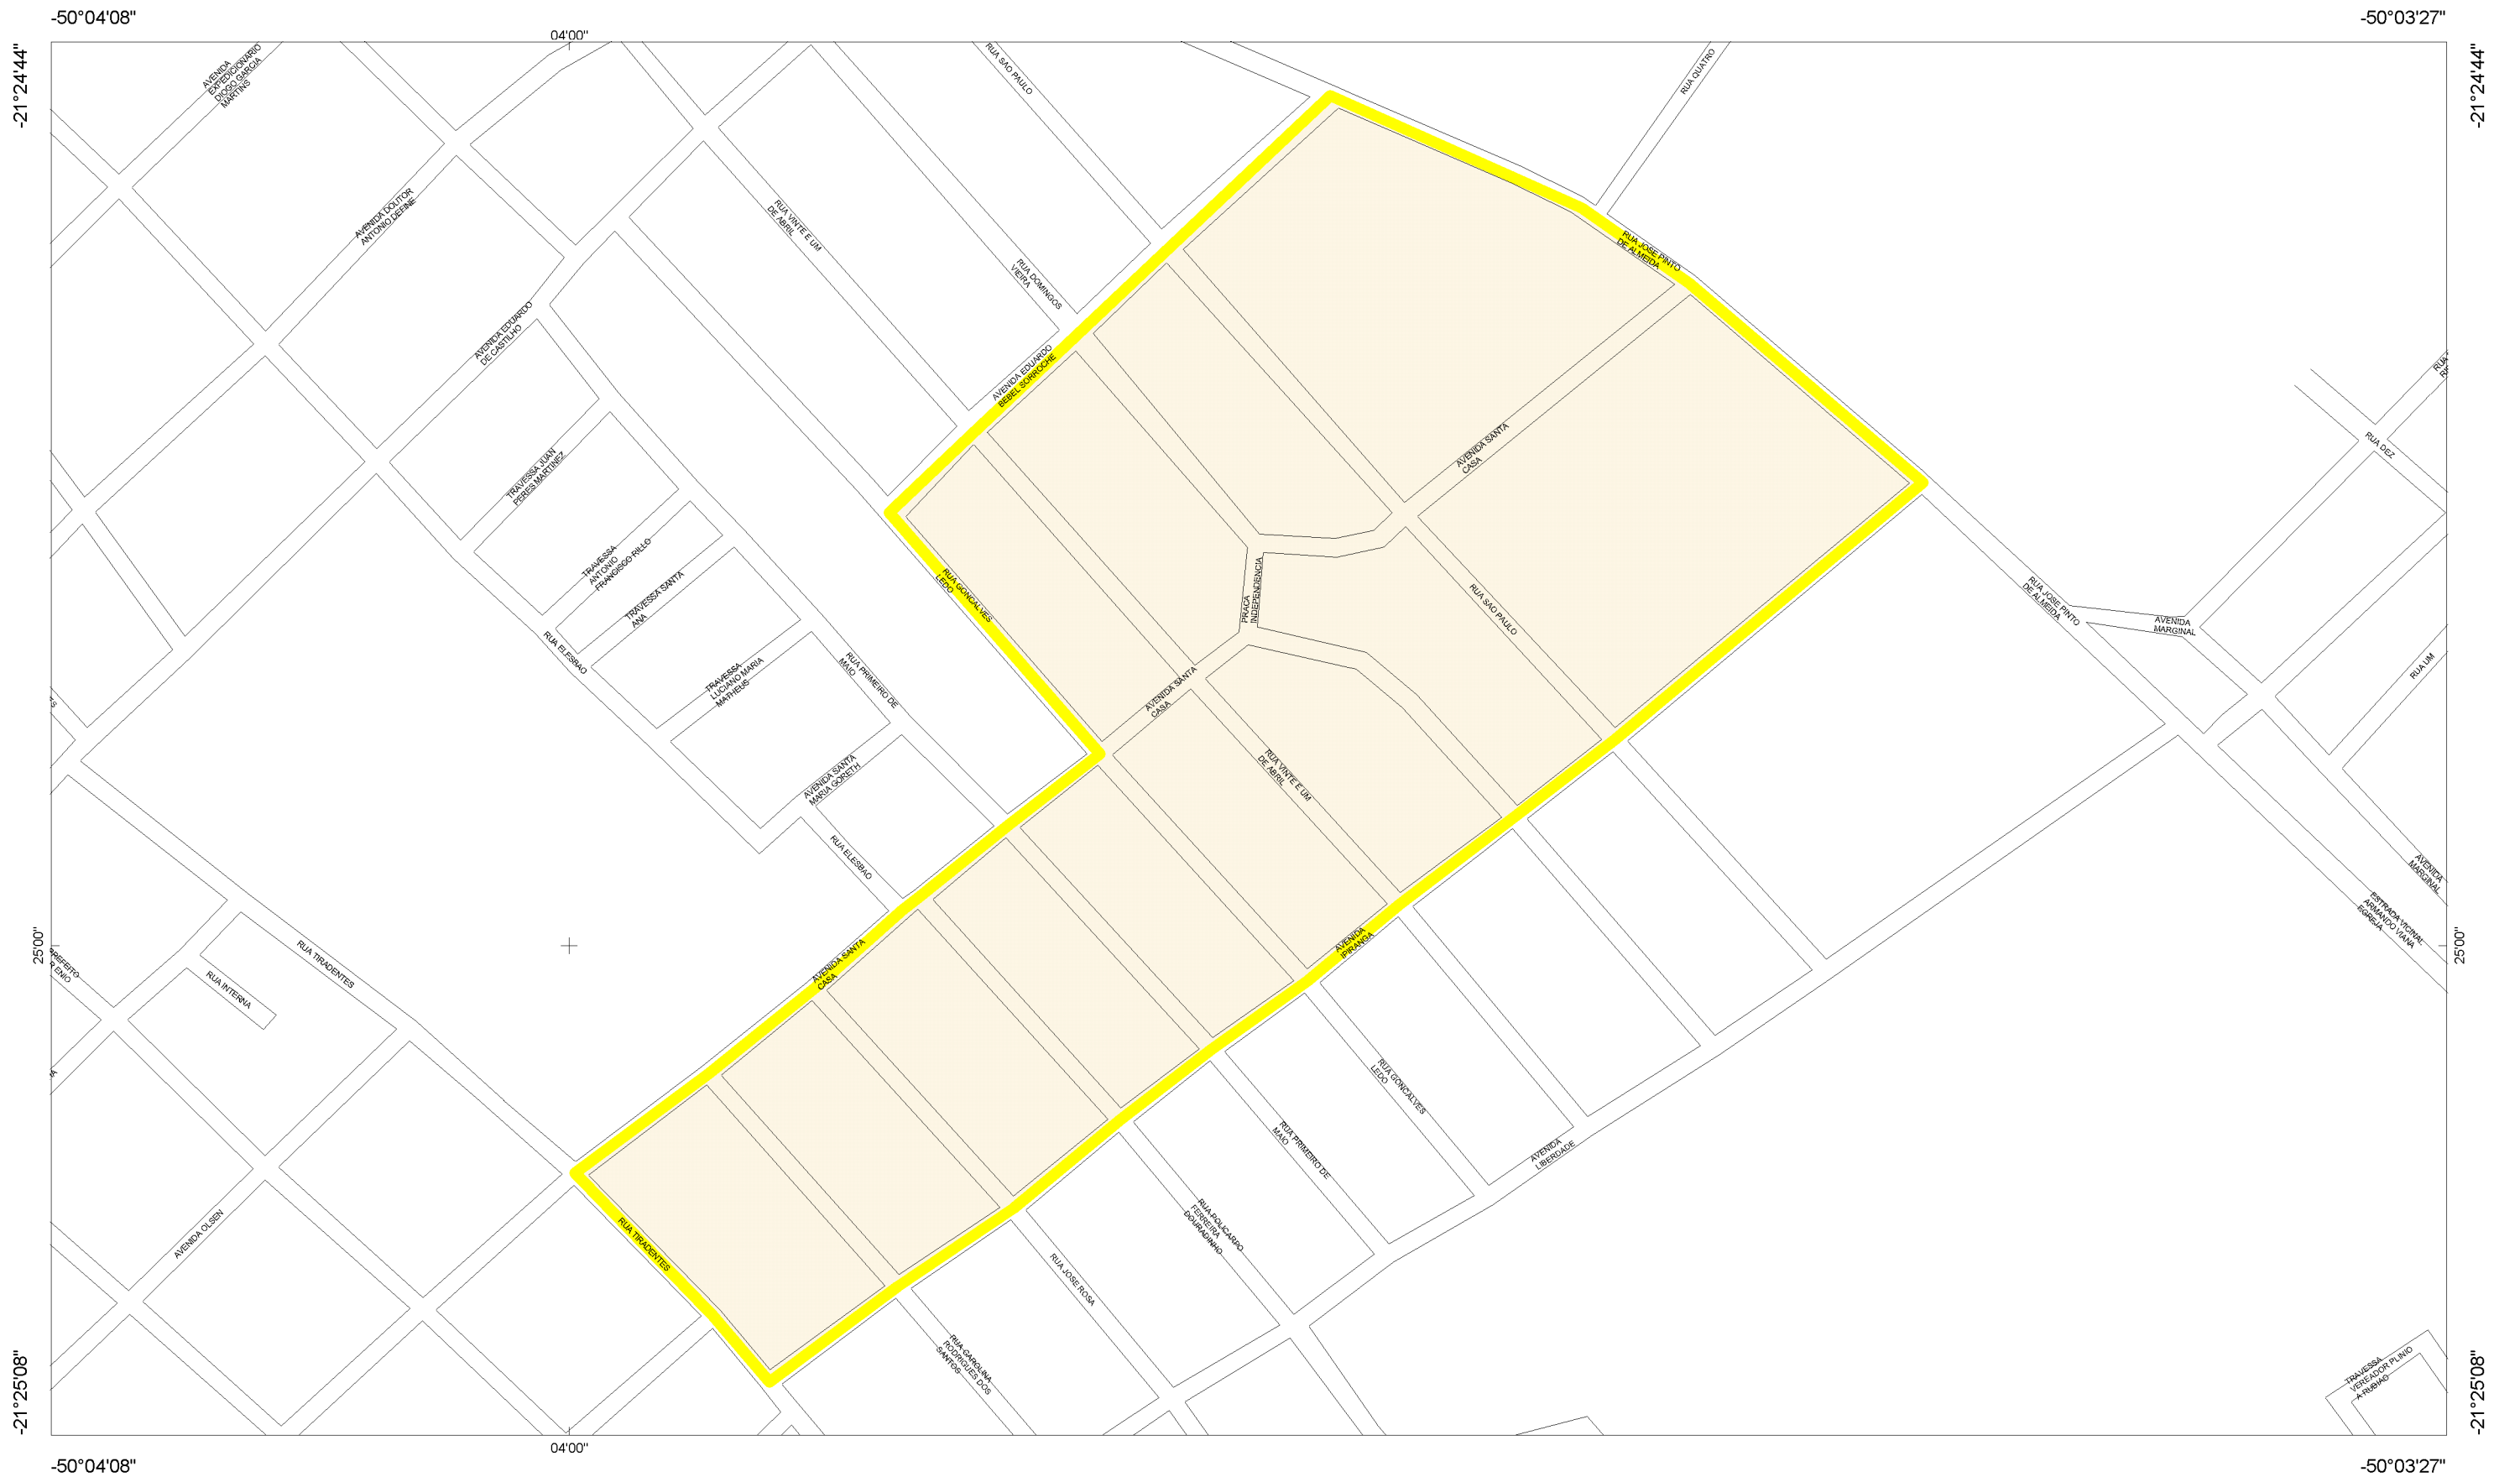 -50°04'08"
-50°03'27"
-21°24'44"
04'00"
-21°24'44"
AVENIDA
EXPEDICIONARIO
DIOGO GARCIA
MARTINS
RUA SAO PAULO
RUA QUATRO
AVENIDA DOUTOR
ANTONIO DEFINE
RUA VINTE E UM
DE ABRIL
RUA DOMINGOS
VIEIRA
RUA JOSE PINTO
DE ALMEIDA
AVENIDA EDUARDO
DE CASTILHO
AVENIDA EDUARDO
BEBEL SORROCHE
RUA DEZ
AVENIDA SANTA
CASA
TRAVESSA JUAN
PERES MARTINEZ
TRAVESSA
ANTONIO
FRANCISCO RILLO
TRAVESSA SANTA
ANA
RUA GONCALVES
LEDO
PRACA
INDEPENDENCIA
RUA SAO PAULO
RUA JOSE PINTO
DE ALMEIDA
AVENIDA
MARGINAL
RUA UM
RUA ELESBAO
TRAVESSA
LUCIANO MARIA
MATHEUS
RUA PRIMEIRO DE
MAIO
AVENIDA SANTA
CASA
AVENIDA SANTA
MARIA GORETH
RUA VINTE E UM
DE ABRIL
RUA ELESBAO
AVENIDA
MARGINAL
ESTRADA VICINAL
ARMANDO VIANA
EGREJA
25'00"
PREFEITO
ENIO
RUA TIRADENTES
RUA INTERNA
AVENIDA SANTA
CASA
AVENIDA
IPIRANGA
25'00"
RUA GONCALVES
LEDO
RUA PRIMEIRO DE
MAIO
AVENIDA
LIBERDADE
AVENIDA OLSEN
RUA TIRADENTES
RUA POLICARPO
FERREIRA
DOURADINHO
RUA JOSE ROSA
RUA CAROLINA
RODRIGUES DOS
SANTOS
TRAVESSA
VEREADOR PLINIO
A RUBIAO
-21°25'08"
04'00"
-21°25'08"
-50°04'08"
-50°03'27"